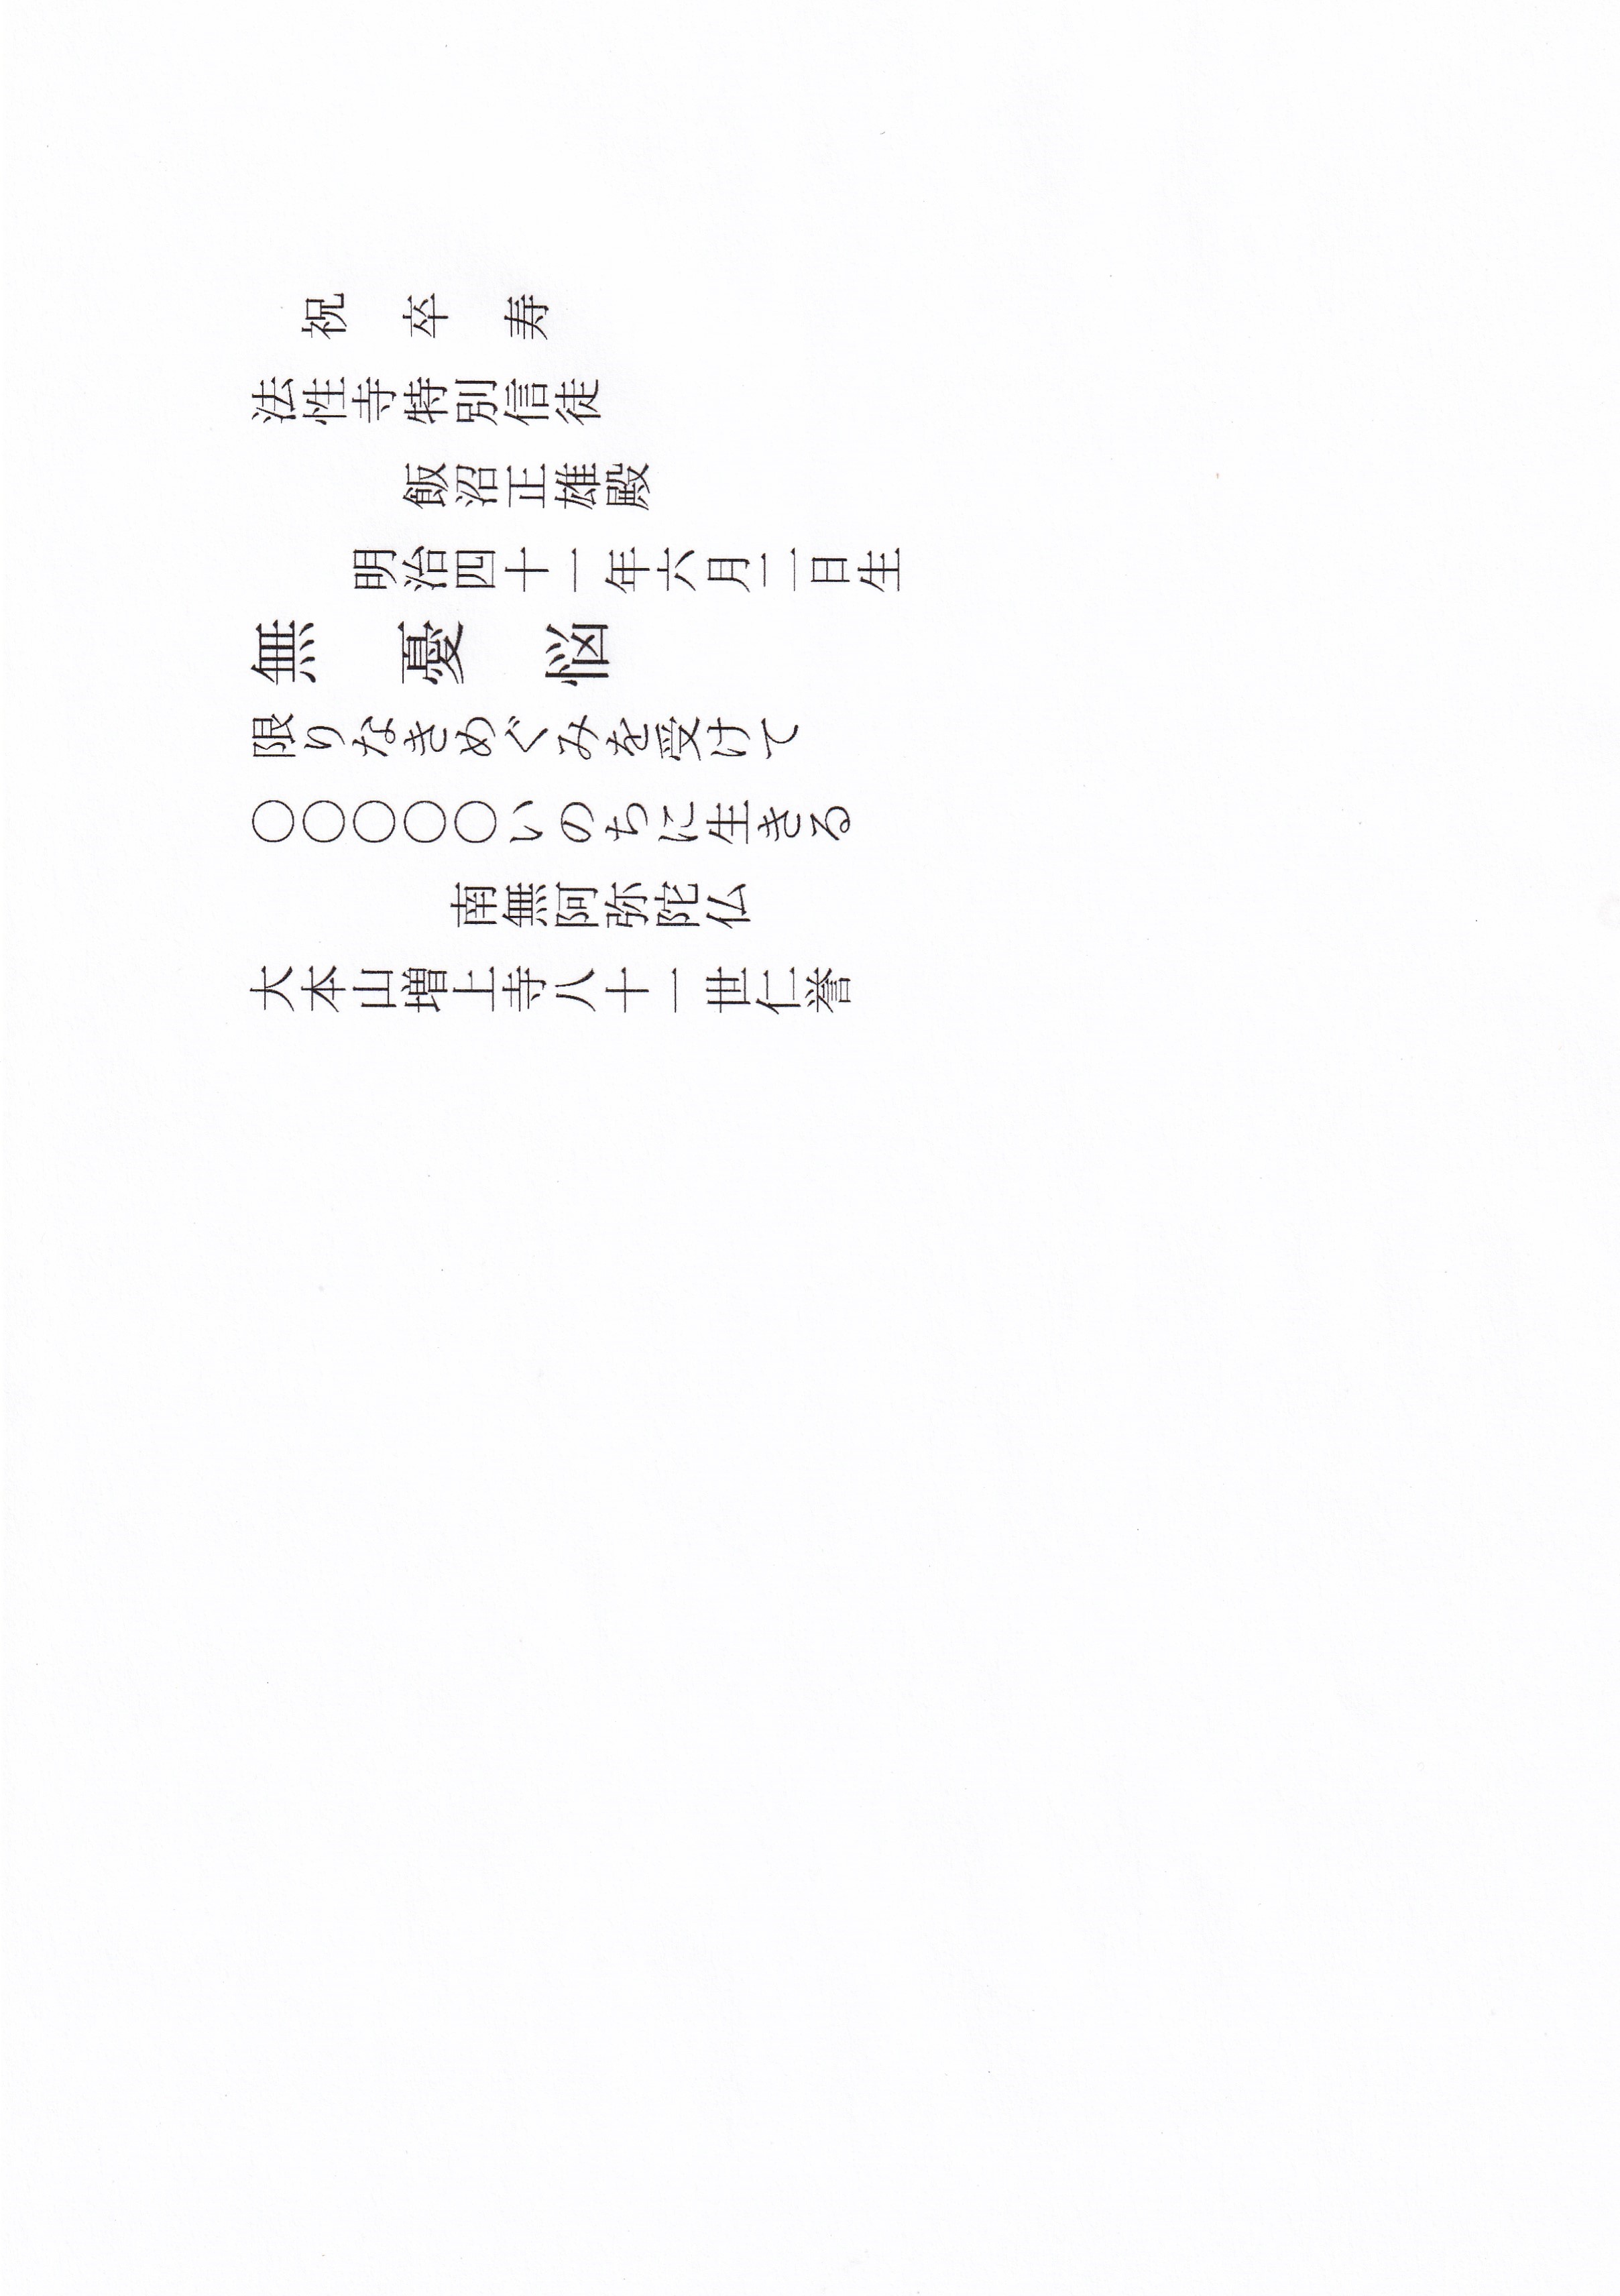 祝　卒　寿
法性寺特別信徒
飯沼正雄殿
明治四十一年六月二日生
無　憂　悩
限りなきめぐみを受けて
〇〇〇〇〇いのちに生きる
南無阿弥陀仏
大本山増上寺八十一世仁誉